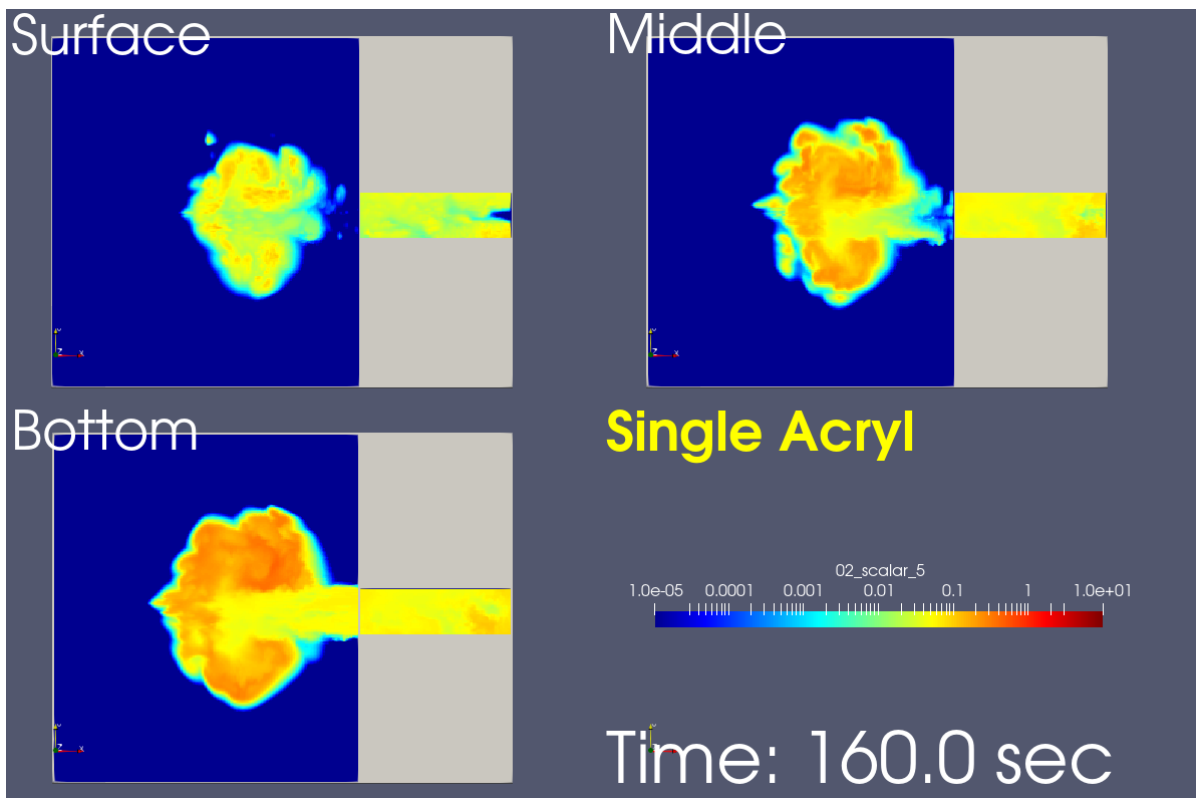 Surface
Middle
Bottom
Single Acryl
02_scalar_5
1.0e-05 0.0001 0.001 0.01 0.1 1 1.0e+01
Time: 160.0 sec